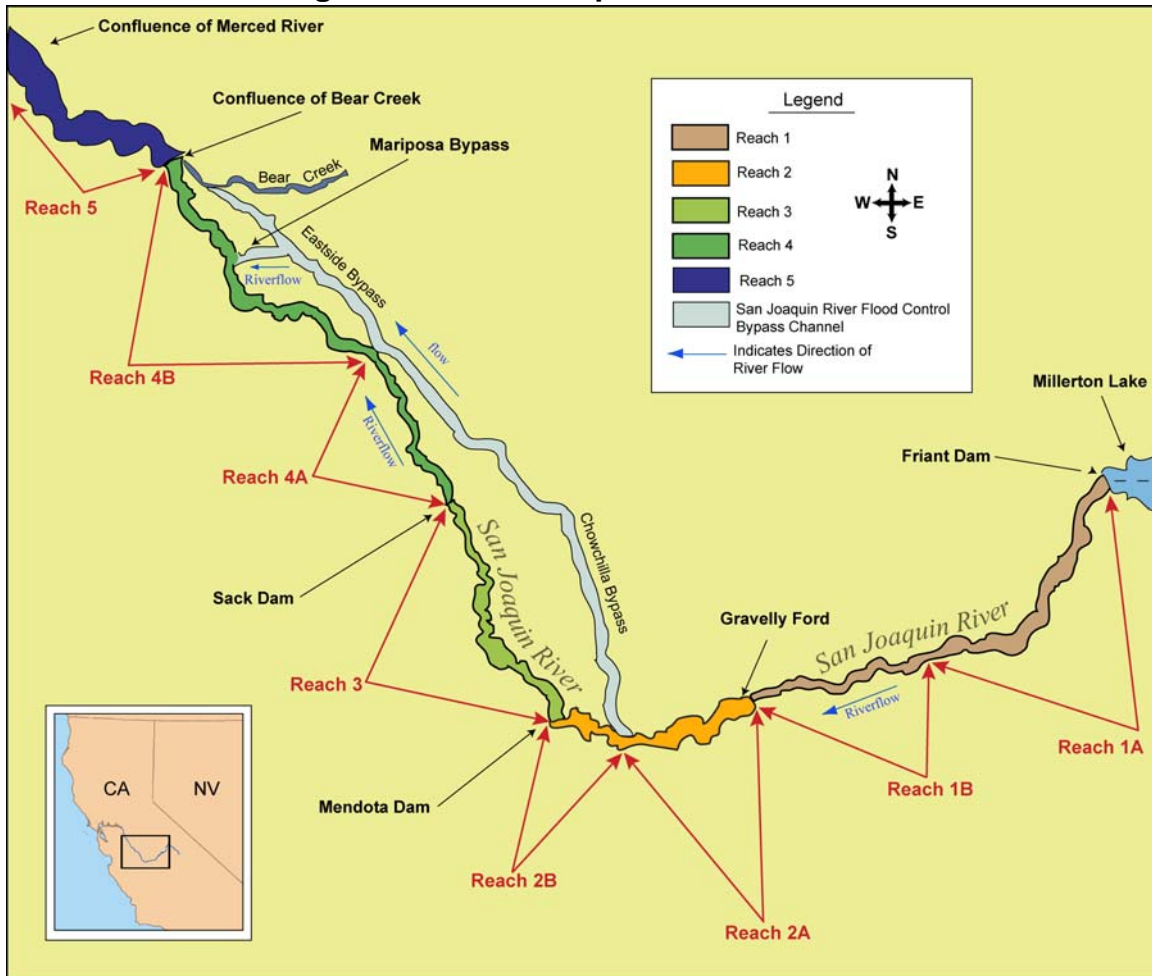 Confluence of Merced River
Confluence of Bear Creek
Mariposa Bypass
Bear Creek
Reach 5
Eastside Bypass
Riverflow
flow
Reach 4B
Riverflow
Reach 4A
Sack Dam
San Joaquin River
Chowchilla Bypass
Reach 3
Mendota Dam
Reach 2B
Reach 2A
Gravelly Ford
San Joaquin River
Riverflow
Reach 1B
Reach 1A
Friant Dam
Millerton Lake
Legend
Reach 1
Reach 2
Reach 3
Reach 4
Reach 5
San Joaquin River Flood Control
Bypass Channel
Indicates Direction of
River Flow
N
W E
S
CA NV